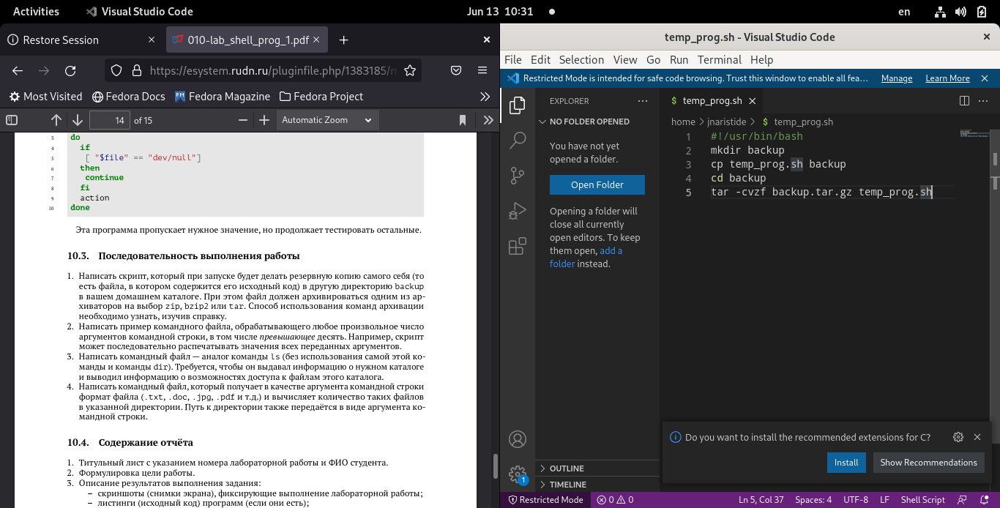 Activities
Visual Studio Code
Jun 13 10:31
en
Restore Session
010-lab_shell_prog_1.pdf
https://esystem.rudn.ru/pluginfile.php/1383185/m
Most Visited
Fedora Docs
Fedora Magazine
Fedora Project
14 of 15
Automatic Zoom
3 do
4 if
5 [ "$file" == "dev/null"]
6 then
7 continue
8 fi
9 action
10 done
Эта программа пропускает нужное значение, но продолжает тестировать остальные.
10.3. Последовательность выполнения работы
1. Написать скрипт, который при запуске будет делать резервную копию самого себя (то
есть файла, в котором содержится его исходный код) в другую директорию backup
в вашем домашнем каталоге. При этом файл должен архивироваться одним из ар-
хиваторов на выбор zip, bzip2 или tar. Способ использования команд архивации
необходимо узнать, изучив справку.
2. Написать пример командного файла, обрабатывающего любое произвольное число
аргументов командной строки, в том числе превышающее десять. Например, скрипт
может последовательно распечатывать значения всех переданных аргументов.
3. Написать командный файл — аналог команды ls (без использования самой этой ко-
манды и команды dir). Требуется, чтобы он выдавал информацию о нужном каталоге
и выводил информацию о возможностях доступа к файлам этого каталога.
4. Написать командный файл, который получает в качестве аргумента командной строки
формат файла (.txt, .doc, .jpg, .pdf и т.д.) и вычисляет количество таких файлов
в указанной директории. Путь к директории также передаётся в виде аргумента ко-
мандной строки.
10.4. Содержание отчёта
1. Титульный лист с указанием номера лабораторной работы и ФИО студента.
2. Формулировка цели работы.
3. Описание результатов выполнения задания:
– скриншоты (снимки экрана), фиксирующие выполнение лабораторной работы;
– листинги (исходный код) программ (если они есть);
temp_prog.sh - Visual Studio Code
File Edit Selection View Go Run Terminal Help
Restricted Mode is intended for safe code browsing. Trust this window to enable all fea... Manage Learn More
EXPLORER
NO FOLDER OPENED
You have not yet
opened a folder.
Open Folder
Opening a folder will
close all currently
open editors. To keep
them open, add a
folder instead.
OUTLINE
TIMELINE
$ temp_prog.sh
home > jnaristide > $ temp_prog.sh
1 #!/usr/bin/bash
2 mkdir backup
3 cp temp_prog.sh backup
4 cd backup
5 tar -cvzf backup.tar.gz temp_prog.sh
Do you want to install the recommended extensions for C?
Install
Show Recommendations
1
Restricted Mode
0 0
Ln 5, Col 37
Spaces: 4
UTF-8
LF
Shell Script